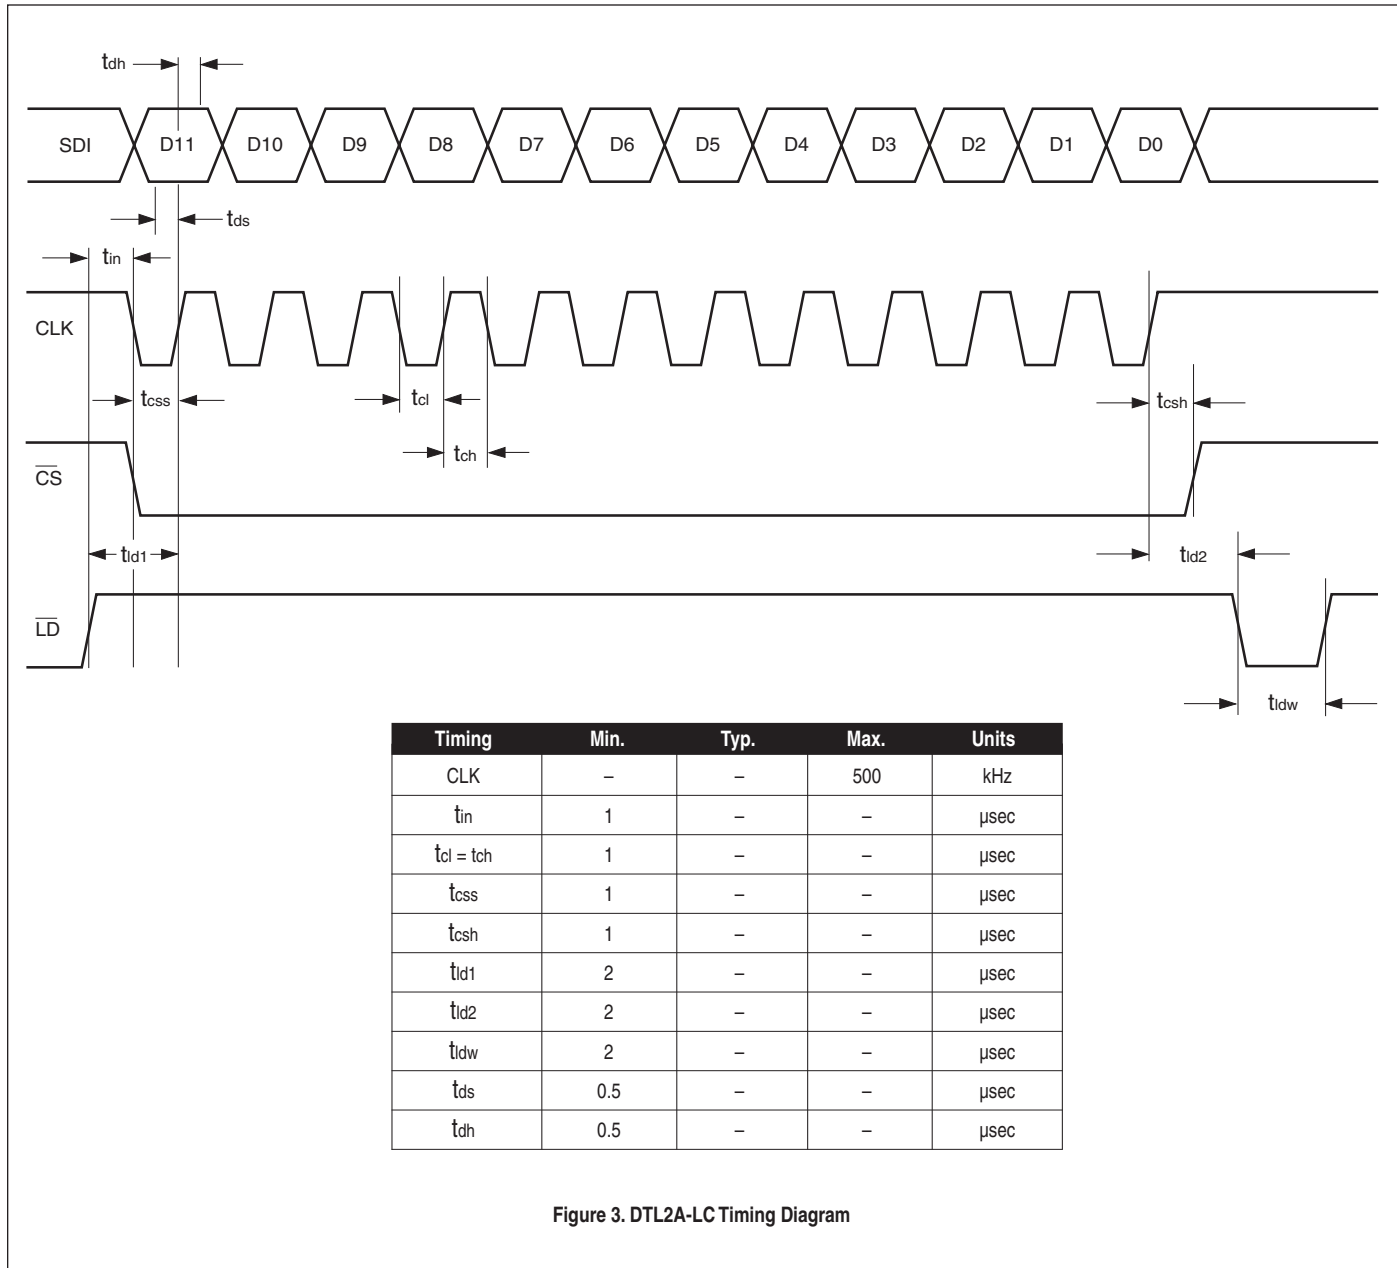 tdh
SDI D11 D10 D9 D8 D7 D6 D5 D4 D3 D2 D1 D0
tds
tin
CLK
tcss tcl tcsh
tch
CS
tld1 tld2
LD
tldw
Timing Min. Typ. Max. Units
CLK – – 500 kHz
tin 1 – – µsec
tcl = tch 1 – – µsec
tcss 1 – – µsec
tcsh 1 – – µsec
tld1 2 – – µsec
tld2 2 – – µsec
tldw 2 – – µsec
tds 0.5 – – µsec
tdh 0.5 – – µsec
Figure 3. DTL2A-LC Timing Diagram